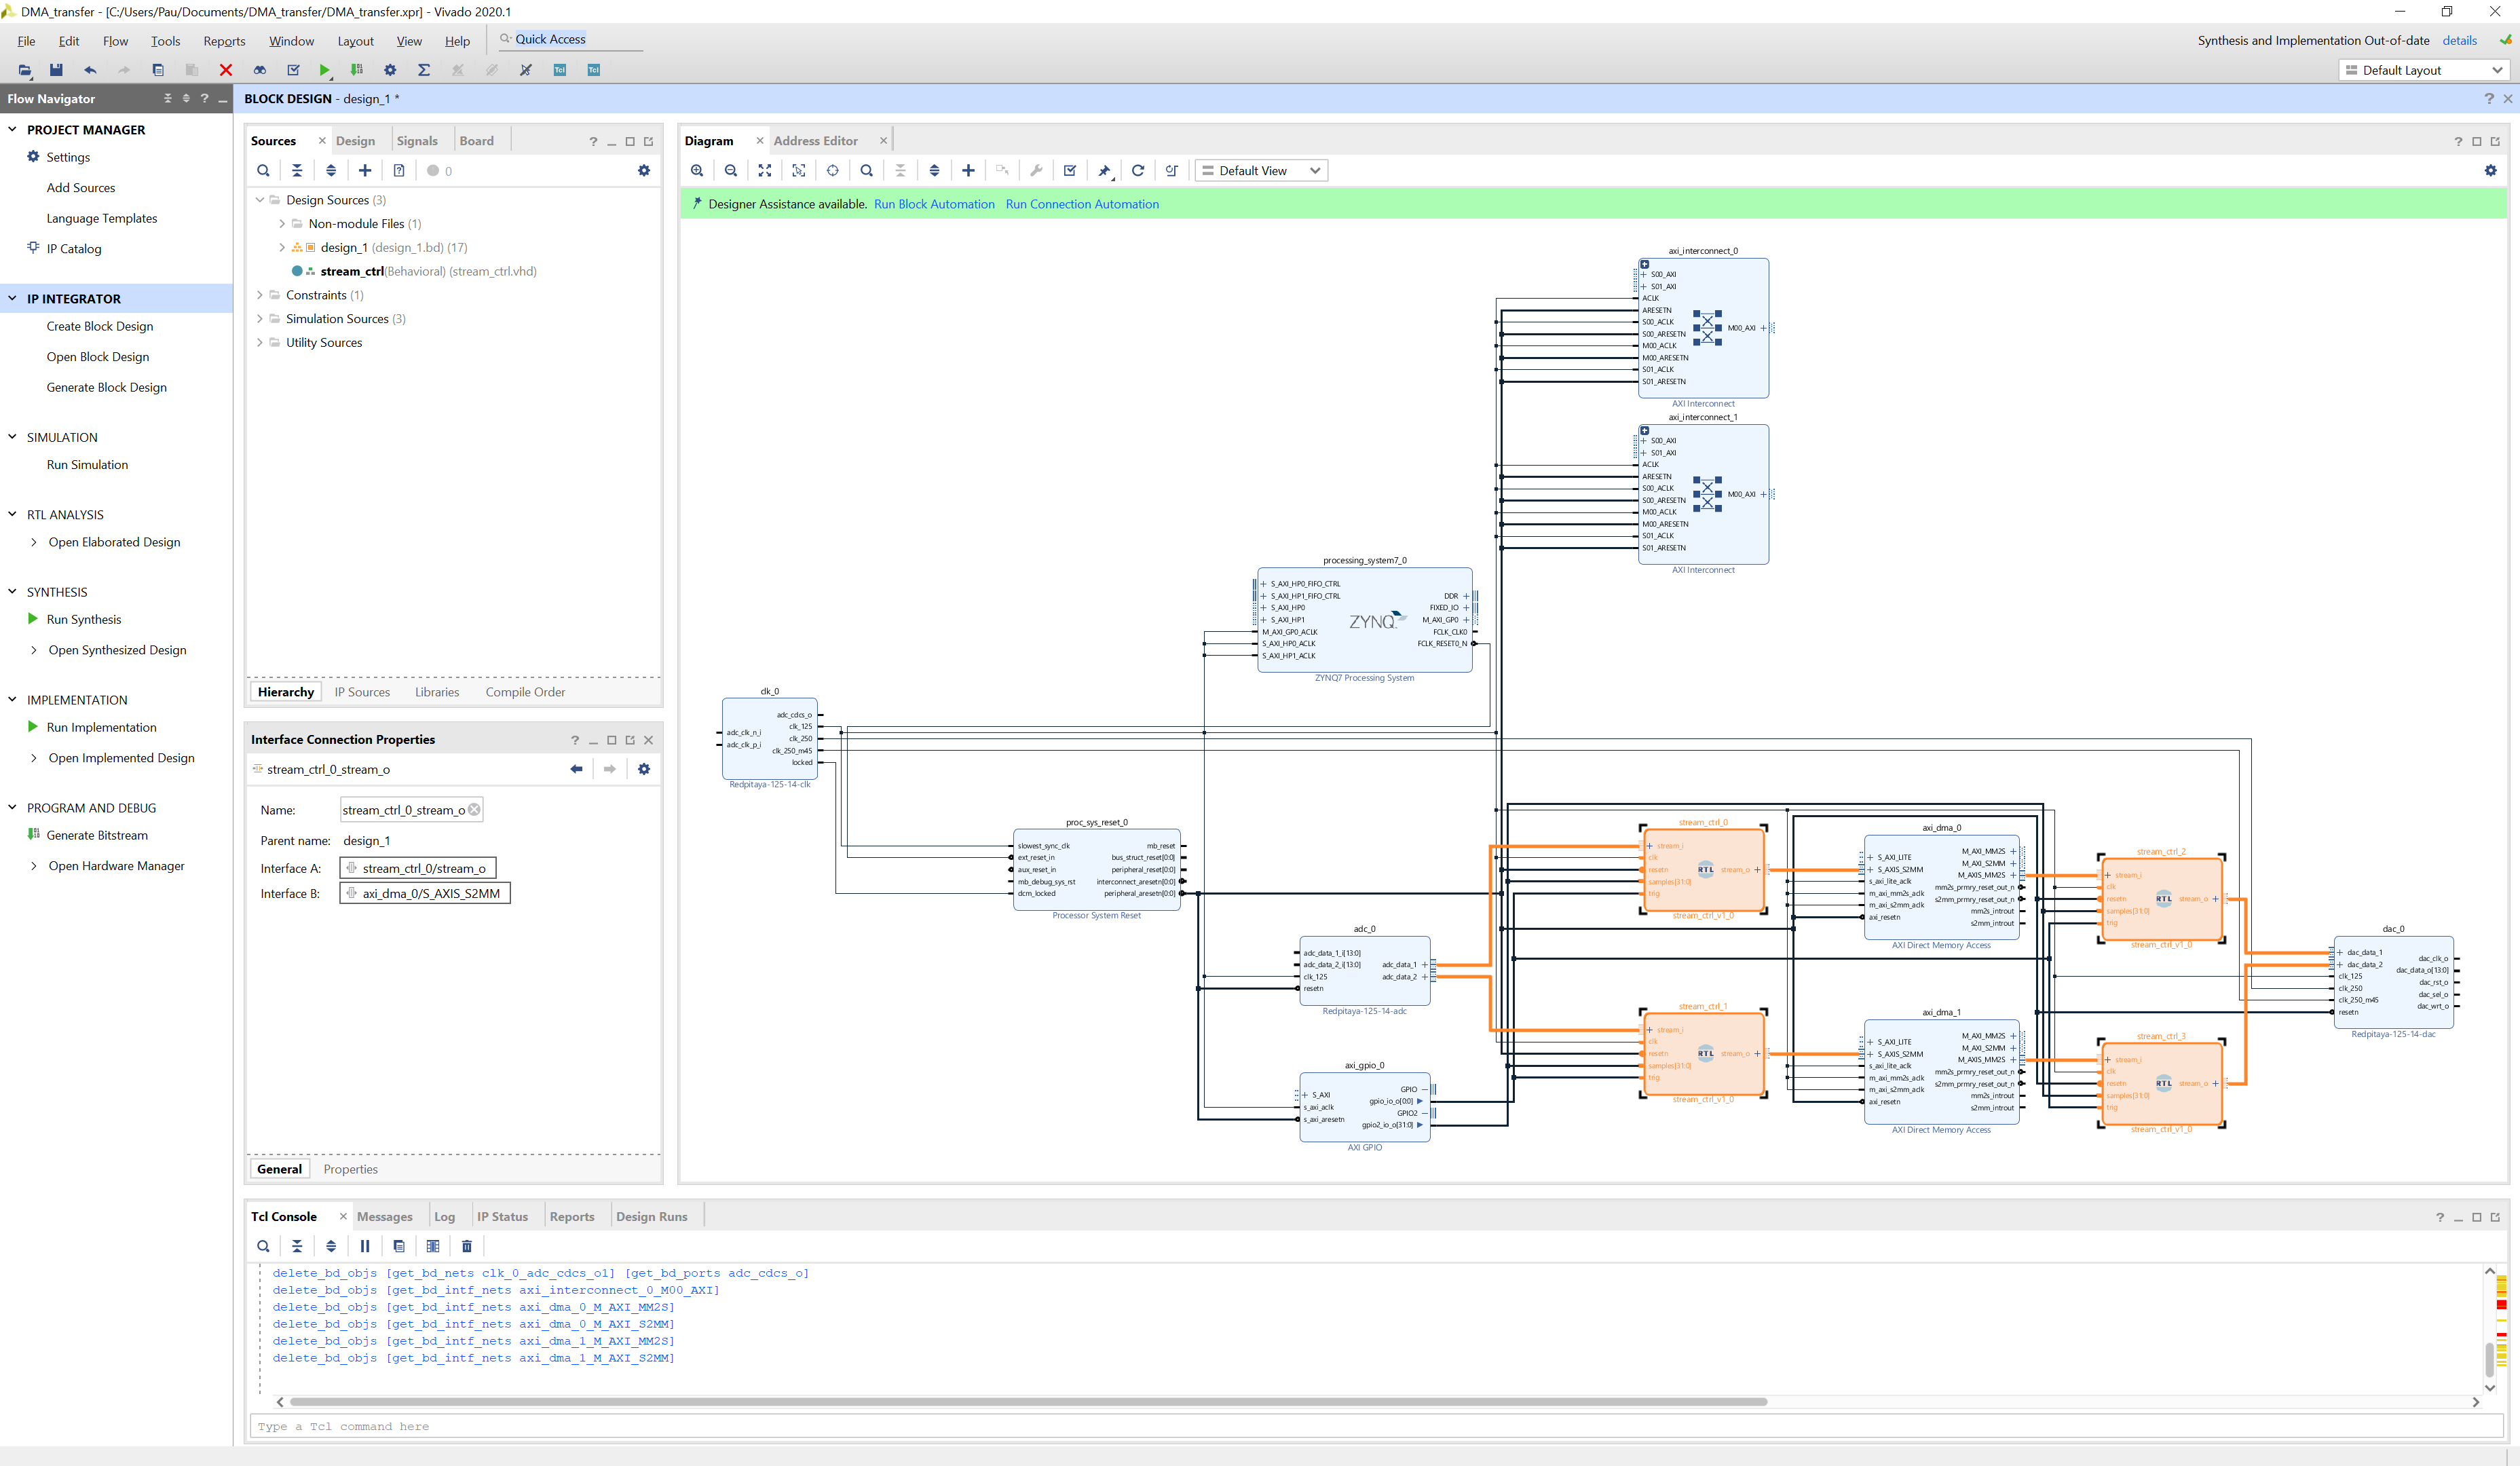 DMA_transfer - [C:/Users/Pau/Documents/DMA_transfer/DMA_transfer.xpr] - Vivado 2020.1
File Edit Flow Tools Reports Window Layout View Help Quick Access
Synthesis and Implementation Out-of-date details
Default Layout
Flow Navigator
PROJECT MANAGER
Settings
Add Sources
Language Templates
IP Catalog
IP INTEGRATOR
Create Block Design
Open Block Design
Generate Block Design
SIMULATION
Run Simulation
RTL ANALYSIS
Open Elaborated Design
SYNTHESIS
Run Synthesis
Open Synthesized Design
IMPLEMENTATION
Run Implementation
Open Implemented Design
PROGRAM AND DEBUG
Generate Bitstream
Open Hardware Manager
BLOCK DESIGN - design_1 *
Sources Design Signals Board
0
Design Sources (3)
Non-module Files (1)
design_1 (design_1.bd) (17)
stream_ctrl(Behavioral) (stream_ctrl.vhd)
Constraints (1)
Simulation Sources (3)
Utility Sources
Hierarchy IP Sources Libraries Compile Order
Interface Connection Properties
stream_ctrl_0_stream_o
Name: stream_ctrl_0_stream_o
Parent name: design_1
Interface A: stream_ctrl_0/stream_o
Interface B: axi_dma_0/S_AXIS_S2MM
General Properties
Diagram Address Editor
Default View
Designer Assistance available. Run Block Automation Run Connection Automation
axi_interconnect_0
S00_AXI
S01_AXI
ACLK
ARESETN
S00_ACLK
S00_ARESETN M00_AXI
M00_ACLK
M00_ARESETN
S01_ACLK
S01_ARESETN
AXI Interconnect
axi_interconnect_1
S00_AXI
S01_AXI
ACLK
ARESETN
S00_ACLK
S00_ARESETN M00_AXI
M00_ACLK
M00_ARESETN
S01_ACLK
S01_ARESETN
AXI Interconnect
processing_system7_0
S_AXI_HP0_FIFO_CTRL
S_AXI_HP1_FIFO_CTRL DDR
S_AXI_HP0 FIXED_IO
S_AXI_HP1 ZYNQ M_AXI_GP0
M_AXI_GP0_ACLK FCLK_CLK0
S_AXI_HP0_ACLK FCLK_RESET0_N
S_AXI_HP1_ACLK
ZYNQ7 Processing System
clk_0
adc_cdcs_o
clk_125
adc_clk_n_i clk_250
adc_clk_p_i clk_250_m45
locked
Redpitaya-125-14-clk
proc_sys_reset_0
slowest_sync_clk mb_reset
ext_reset_in bus_struct_reset[0:0]
aux_reset_in peripheral_reset[0:0]
mb_debug_sys_rst interconnect_aresetn[0:0]
dcm_locked peripheral_aresetn[0:0]
Processor System Reset
adc_0
adc_data_1_i[13:0]
adc_data_2_i[13:0] adc_data_1
clk_125 adc_data_2
resetn
Redpitaya-125-14-adc
axi_gpio_0
GPIO
S_AXI gpio_io_o[0:0]
s_axi_aclk GPIO2
s_axi_aresetn gpio2_io_o[31:0]
AXI GPIO
stream_ctrl_0
stream_i
clk
resetn RTL stream_o
samples[31:0]
trig
stream_ctrl_v1_0
stream_ctrl_1
stream_i
clk
resetn RTL stream_o
samples[31:0]
trig
stream_ctrl_v1_0
axi_dma_0
M_AXI_MM2S
S_AXI_LITE M_AXI_S2MM
S_AXIS_S2MM M_AXIS_MM2S
s_axi_lite_aclk mm2s_prmry_reset_out_n
m_axi_mm2s_aclk s2mm_prmry_reset_out_n
m_axi_s2mm_aclk mm2s_introut
axi_resetn s2mm_introut
AXI Direct Memory Access
axi_dma_1
M_AXI_MM2S
S_AXI_LITE M_AXI_S2MM
S_AXIS_S2MM M_AXIS_MM2S
s_axi_lite_aclk mm2s_prmry_reset_out_n
m_axi_mm2s_aclk s2mm_prmry_reset_out_n
m_axi_s2mm_aclk mm2s_introut
axi_resetn s2mm_introut
AXI Direct Memory Access
stream_ctrl_2
stream_i
clk
resetn RTL stream_o
samples[31:0]
trig
stream_ctrl_v1_0
stream_ctrl_3
stream_i
clk
resetn RTL stream_o
samples[31:0]
trig
stream_ctrl_v1_0
dac_0
dac_data_1 dac_clk_o
dac_data_2 dac_data_o[13:0]
clk_125 dac_rst_o
clk_250 dac_sel_o
clk_250_m45 dac_wrt_o
resetn
Redpitaya-125-14-dac
Tcl Console Messages Log IP Status Reports Design Runs
delete_bd_objs [get_bd_nets clk_0_adc_cdcs_o1] [get_bd_ports adc_cdcs_o]
delete_bd_objs [get_bd_intf_nets axi_interconnect_0_M00_AXI]
delete_bd_objs [get_bd_intf_nets axi_dma_0_M_AXI_MM2S]
delete_bd_objs [get_bd_intf_nets axi_dma_0_M_AXI_S2MM]
delete_bd_objs [get_bd_intf_nets axi_dma_1_M_AXI_MM2S]
delete_bd_objs [get_bd_intf_nets axi_dma_1_M_AXI_S2MM]
Type a Tcl command here